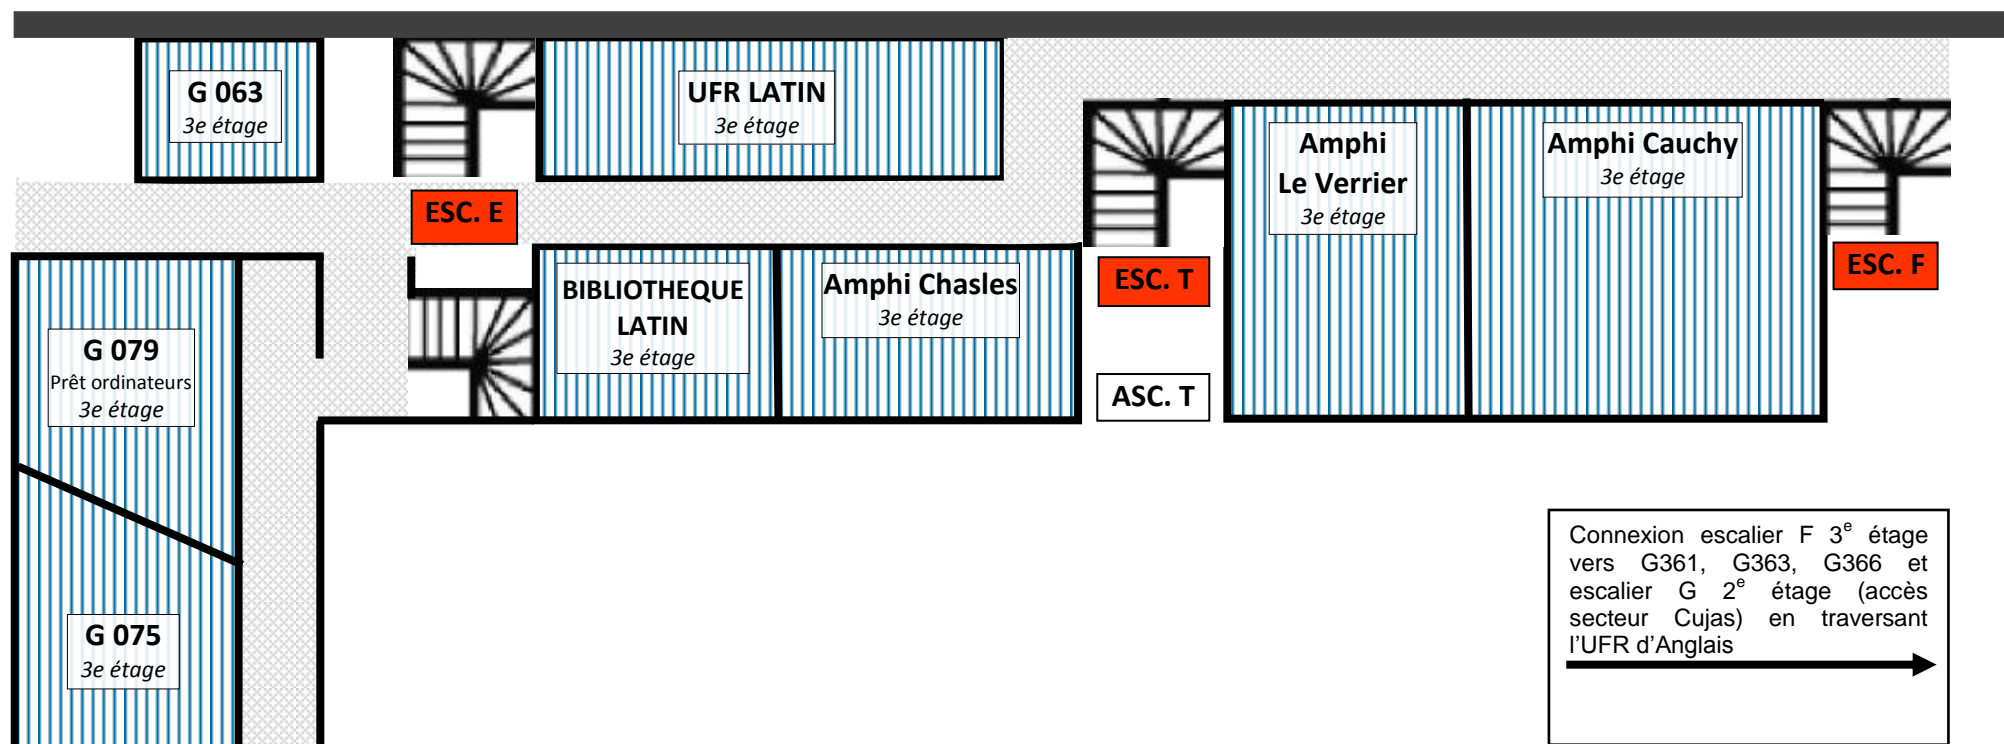 G 063
3e étage
UFR LATIN
3e étage
Amphi
Le Verrier
3e étage
Amphi Cauchy
3e étage
ESC. E
ESC. T
ESC. F
BIBLIOTHEQUE
LATIN
3e étage
Amphi Chasles
3e étage
G 079
Prêt ordinateurs
3e étage
ASC. T
G 075
3e étage
Connexion escalier F 3e étage
vers G361, G363, G366 et
escalier G 2e étage (accès
secteur Cujas) en traversant
l'UFR d'Anglais